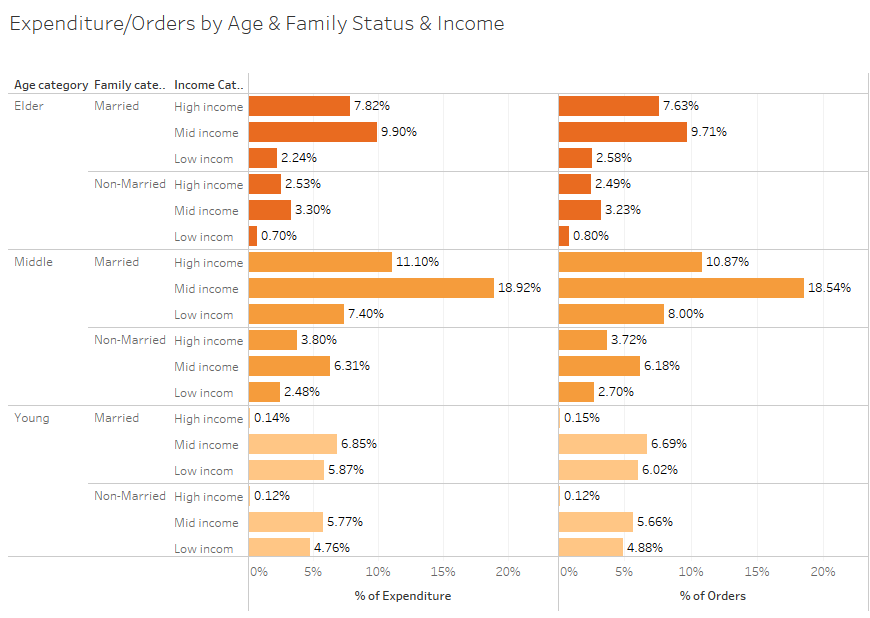 Expenditure/Orders by Age & Family Status & Income
Age category Family cate.. Income Cat..
Elder Married High income 7.82% 7.63%
Mid income 9.90% 9.71%
Low incom 2.24% 2.58%
Non-Married High income 2.53% 2.49%
Mid income 3.30% 3.23%
Low incom 0.70% 0.80%
Middle Married High income 11.10% 10.87%
Mid income 18.92% 18.54%
Low incom 7.40% 8.00%
Non-Married High income 3.80% 3.72%
Mid income 6.31% 6.18%
Low incom 2.48% 2.70%
Young Married High income 0.14% 0.15%
Mid income 6.85% 6.69%
Low incom 5.87% 6.02%
Non-Married High income 0.12% 0.12%
Mid income 5.77% 5.66%
Low incom 4.76% 4.88%
0% 5% 10% 15% 20% 0% 5% 10% 15% 20%
% of Expenditure % of Orders